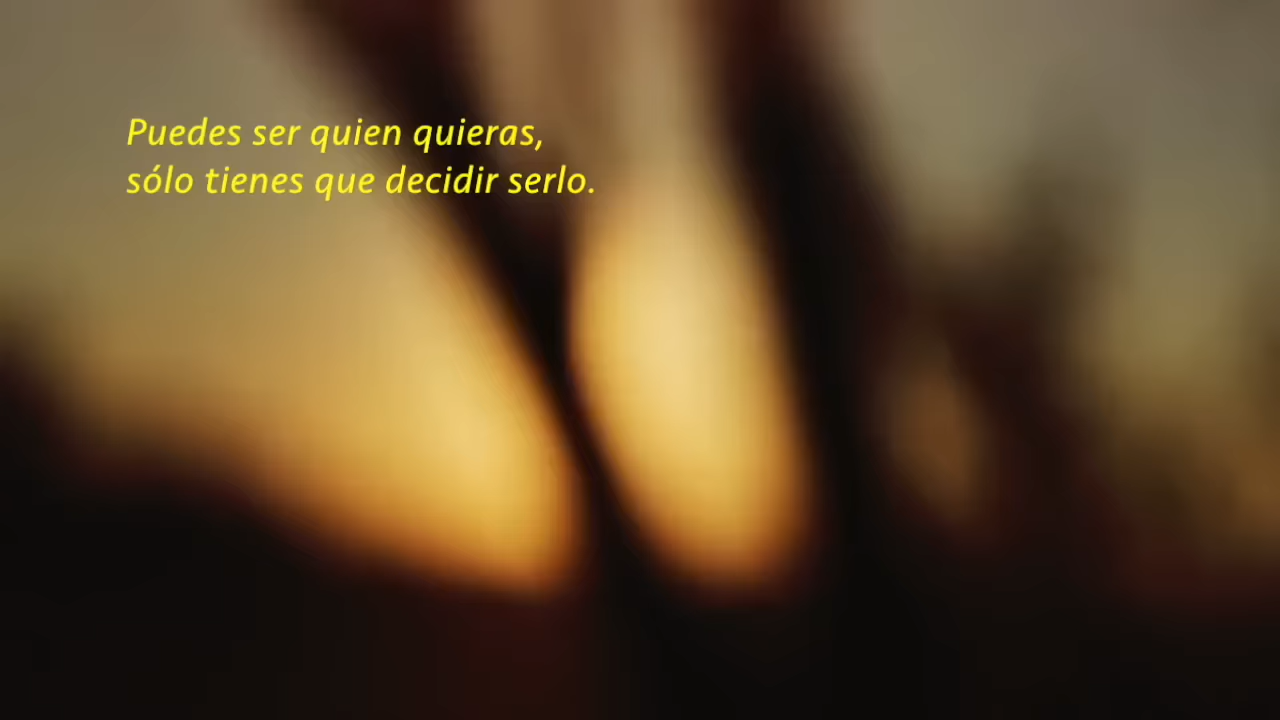 Puedes ser quien quieras,
sólo tienes que decidir serlo.